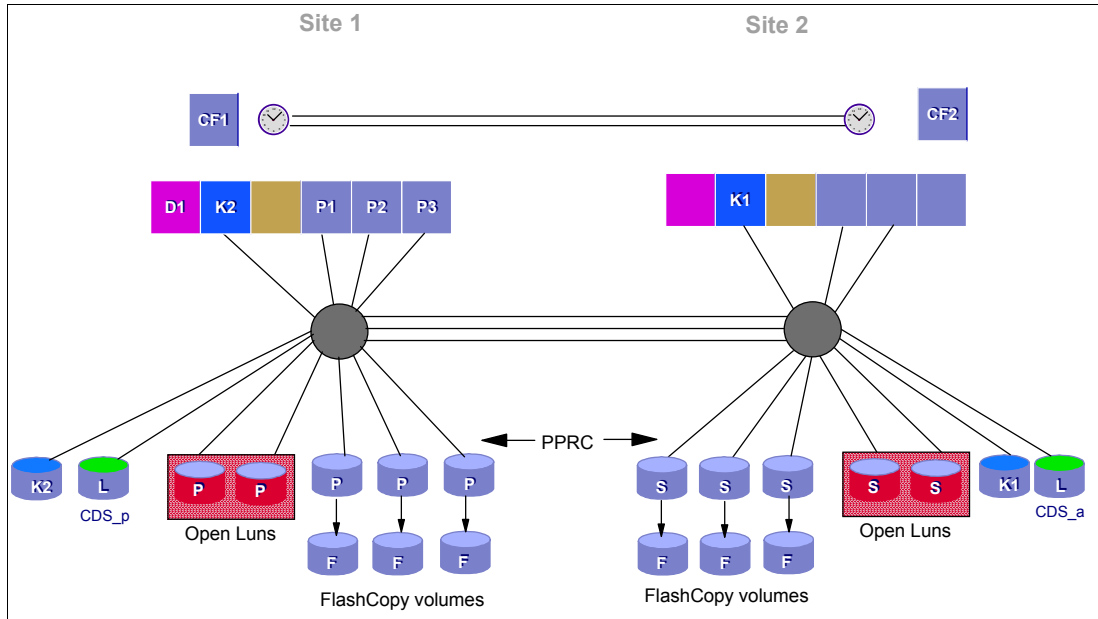 Site 1
Site 2
CF1
CF2
D1
K2
P1
P2
P3
K1
PPRC
K2
L
CDS_p
P
P
Open Luns
P
P
P
F
F
F
FlashCopy volumes
S
S
S
F
F
F
FlashCopy volumes
S
S
Open Luns
K1
L
CDS_a